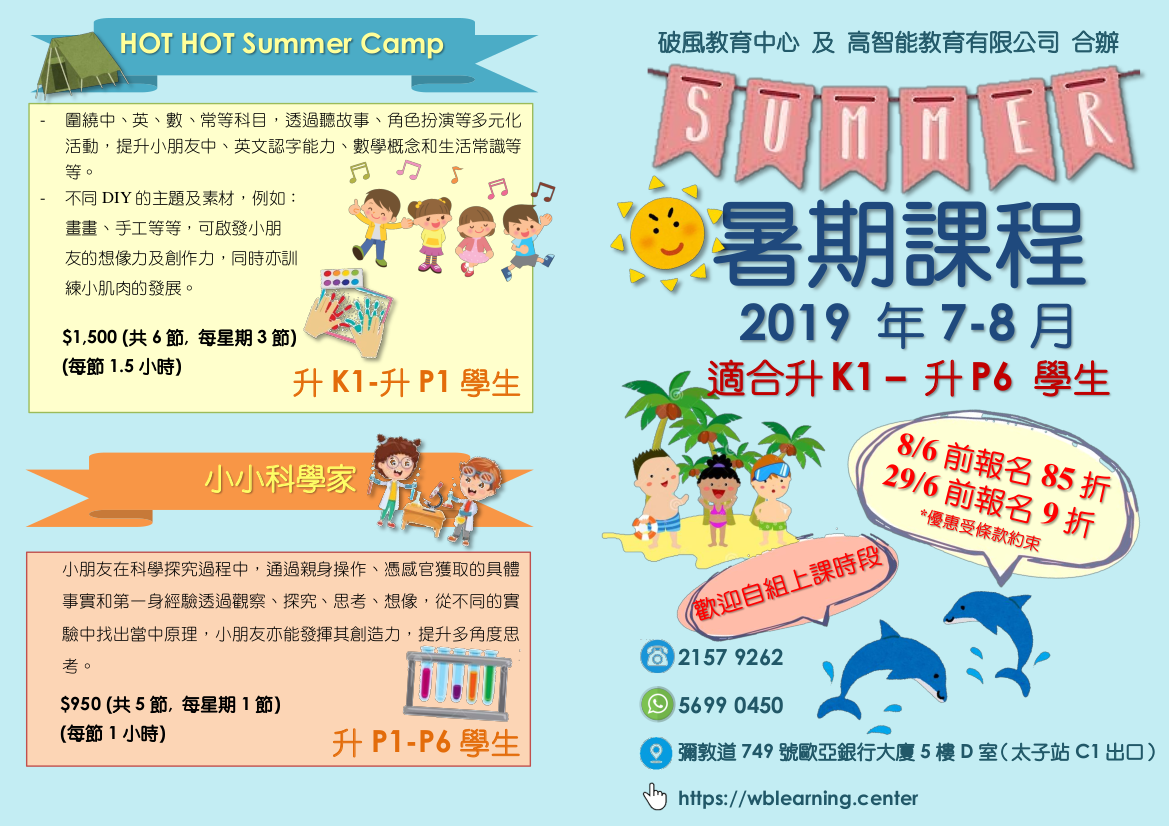 HOT HOT Summer Camp
- 圍繞中、英、數、常等科目，透過聽故事、角色扮演等多元化
活動，提升小朋友中、英文認字能力、數學概念和生活常識等
等。
- 不同 DIY 的主題及素材，例如：
畫畫、手工等等，可啟發小朋
友的想像力及創作力，同時亦訓
練小肌肉的發展。
$1,500 (共 6 節, 每星期 3 節)
(每節 1.5 小時)
升 K1-升 P1 學生
小小科學家
小朋友在科學探究過程中，通過親身操作、憑感官獲取的具體
事實和第一身經驗透過觀察、探究、思考、想像，從不同的實
驗中找出當中原理，小朋友亦能發揮其創造力，提升多角度思
考。
$950 (共 5 節, 每星期 1 節)
(每節 1 小時)
升 P1-P6 學生
破風教育中心 及 高智能教育有限公司 合辦
SUMMER
暑期課程
2019 年 7-8 月
適合升 K1 – 升 P6 學生
8/6 前報名 85 折
29/6 前報名 9 折
*優惠受條款約束
歡迎自組上課時段
2157 9262
5699 0450
彌敦道 749 號歐亞銀行大廈 5 樓 D 室（太子站 C1 出口）
https://wblearning.center